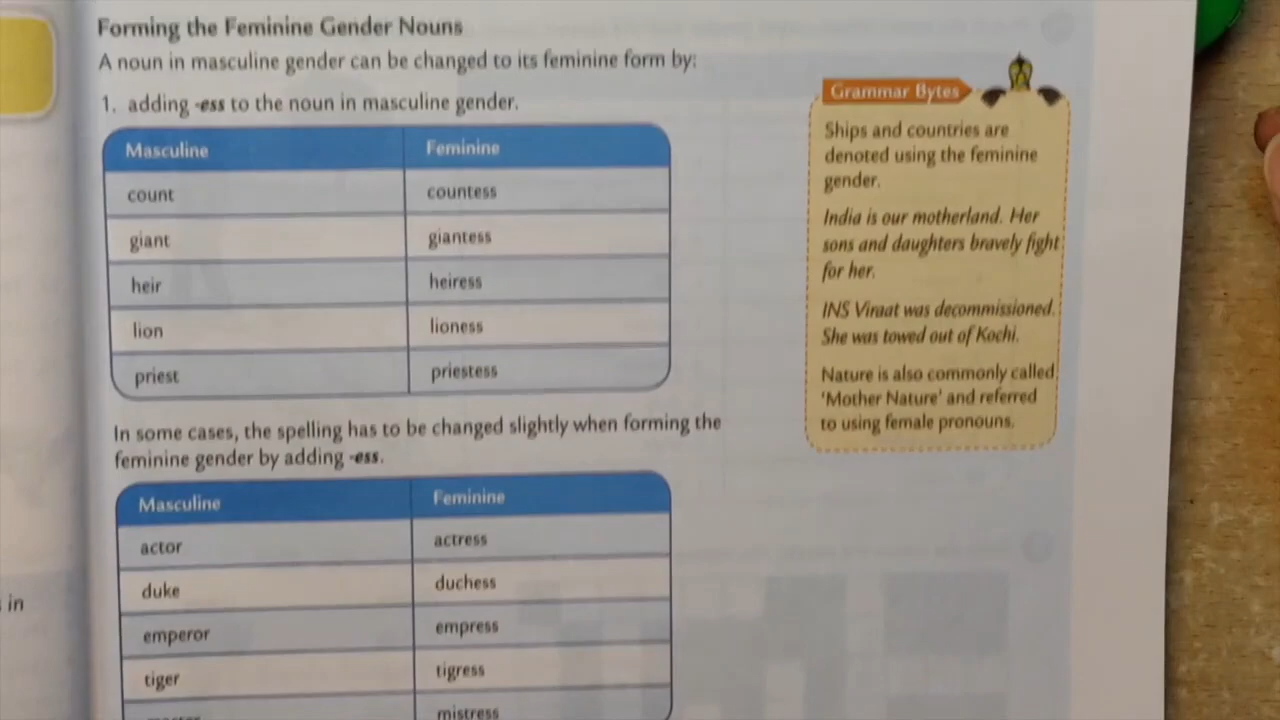 Forming the Feminine Gender Nouns
A noun in masculine gender can be changed to its feminine form by:
1. adding -ess to the noun in masculine gender.
Masculine Feminine
count countess
giant giantess
heir heiress
lion lioness
priest priestess
In some cases, the spelling has to be changed slightly when forming the
feminine gender by adding -ess.
Masculine Feminine
actor actress
duke duchess
emperor empress
tiger tigress
mistress
Grammar Bytes
Ships and countries are
denoted using the feminine
gender.
India is our motherland. Her
sons and daughters bravely fight
for her.
INS Viraat was decommissioned.
She was towed out of Kochi.
Nature is also commonly called
'Mother Nature' and referred
to using female pronouns.
in